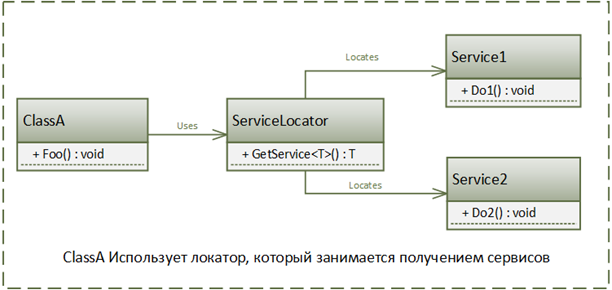 Locates
Service1
+ Do1() : void
ClassA
+ Foo() : void
Uses
ServiceLocator
+ GetService<T>() : T
Locates
Service2
+ Do2() : void
ClassA Использует локатор, который занимается получением сервисов